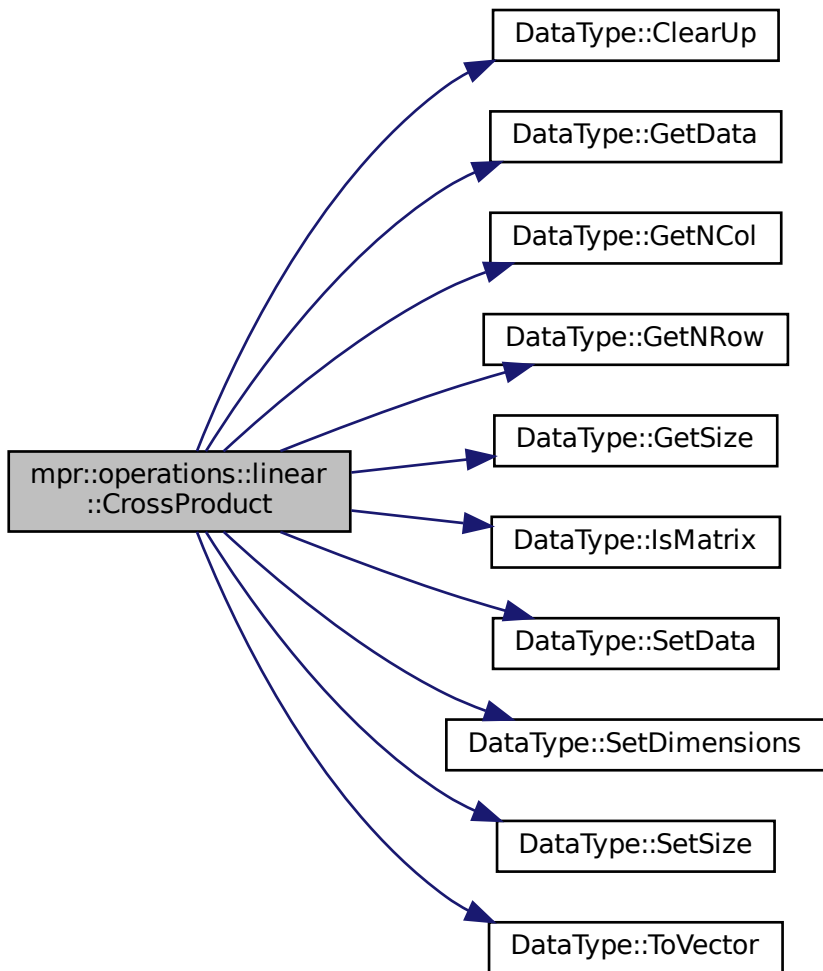 DataType::ClearUp
DataType::GetData
DataType::GetNCol
DataType::GetNRow
DataType::GetSize
mpr::operations::linear
::CrossProduct
DataType::IsMatrix
DataType::SetData
DataType::SetDimensions
DataType::SetSize
DataType::ToVector